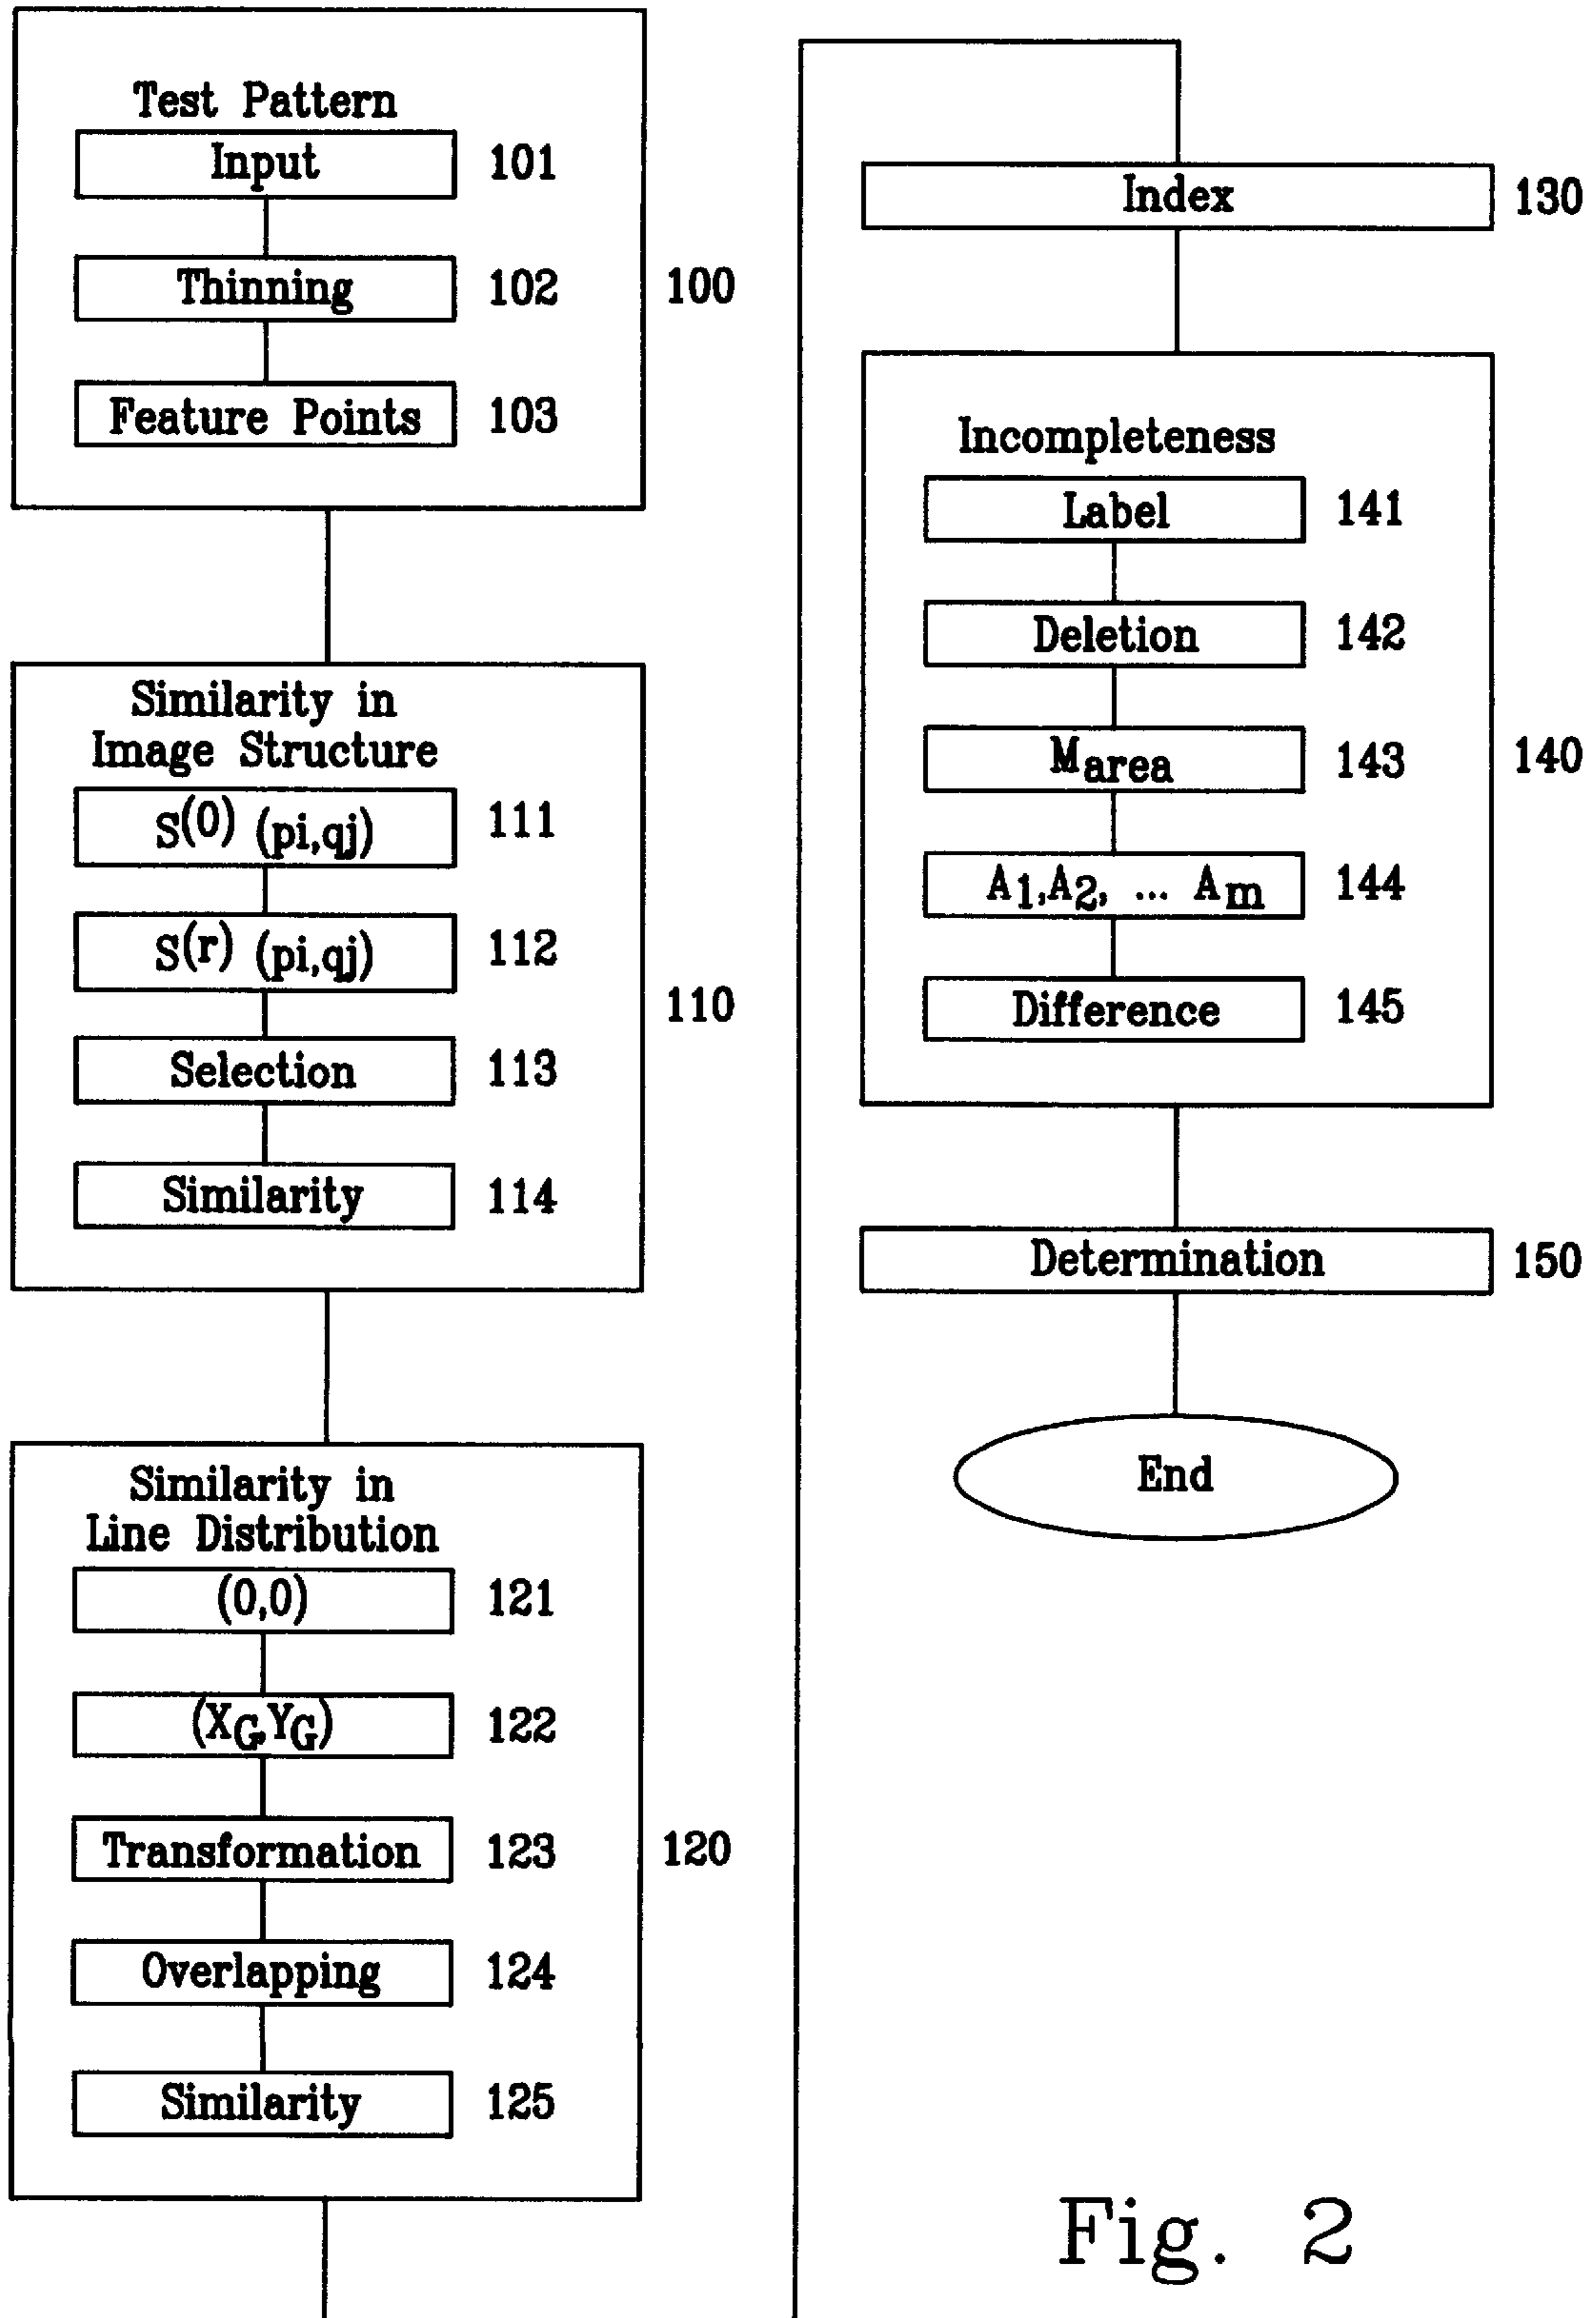 Test Pattern
Input 101
Thinning 102
100
Feature Points 103
Similarity in
Image Structure
S(0) (pi,qj) 111
S(r) (pi,qj) 112
110
Selection 113
Similarity 114
Similarity in
Line Distribution
(0,0) 121
(XG,YG) 122
Transformation 123
120
Overlapping 124
Similarity 125
Index 130
Incompleteness
Label 141
Deletion 142
Marea 143
140
A1,A2, ... Am 144
Difference 145
Determination 150
End
Fig. 2